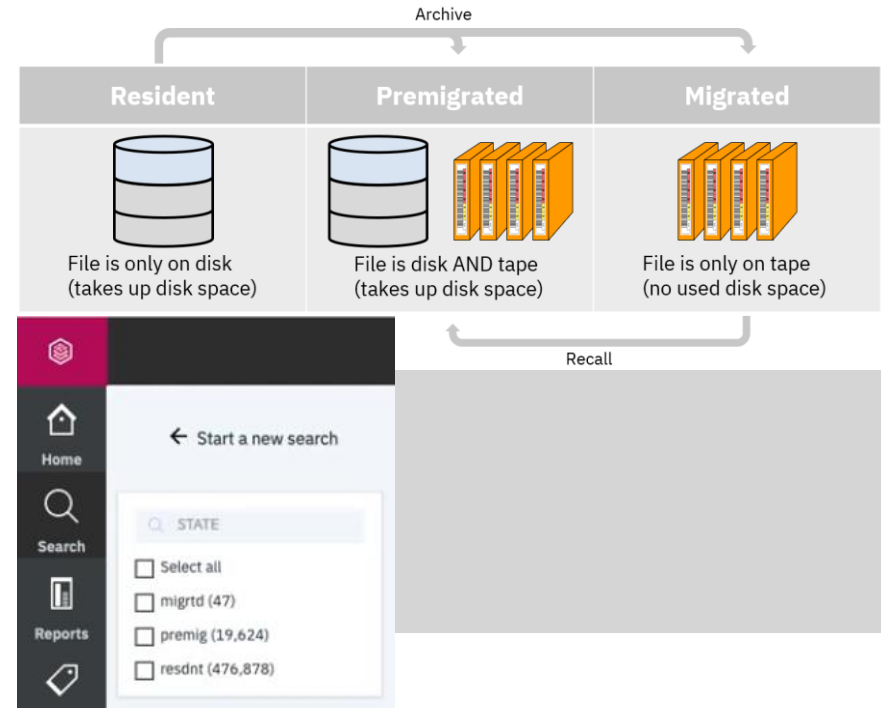 Archive
Resident
Premigrated
Migrated
File is only on disk
(takes up disk space)
File is disk AND tape
(takes up disk space)
File is only on tape
(no used disk space)
Recall
Home
Search
Reports
← Start a new search
STATE
Select all
migrtd (47)
premig (19,624)
resdnt (476,878)